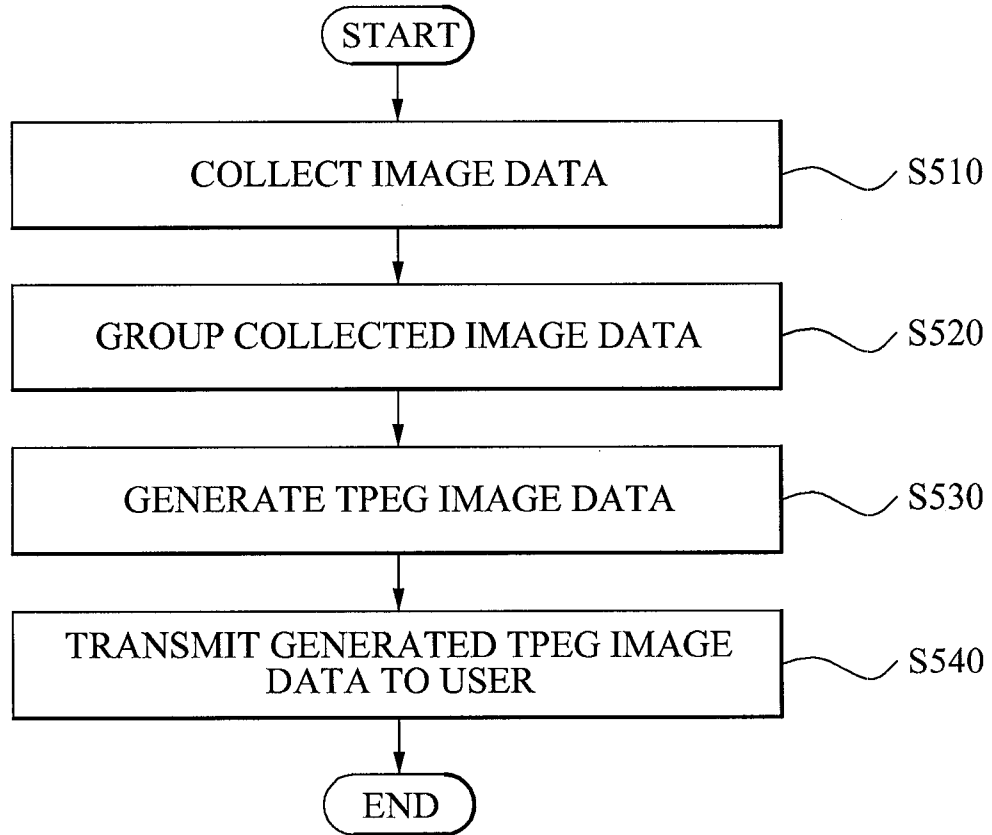 START
COLLECT IMAGE DATA
S510
GROUP COLLECTED IMAGE DATA
S520
GENERATE TPEG IMAGE DATA
S530
TRANSMIT GENERATED TPEG IMAGE
DATA TO USER
S540
END